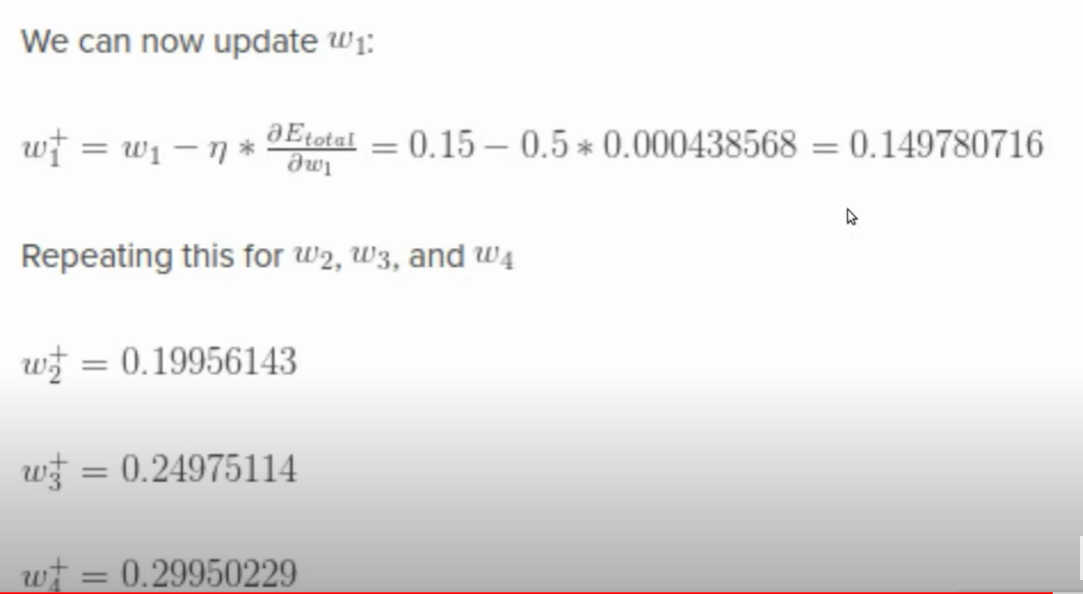 We can now update w₁:
w₁⁺ = w₁ − η * ∂E_total/∂w₁ = 0.15 − 0.5 * 0.000438568 = 0.149780716
Repeating this for w₂, w₃, and w₄
w₂⁺ = 0.19956143
w₃⁺ = 0.24975114
w₄⁺ = 0.29950229